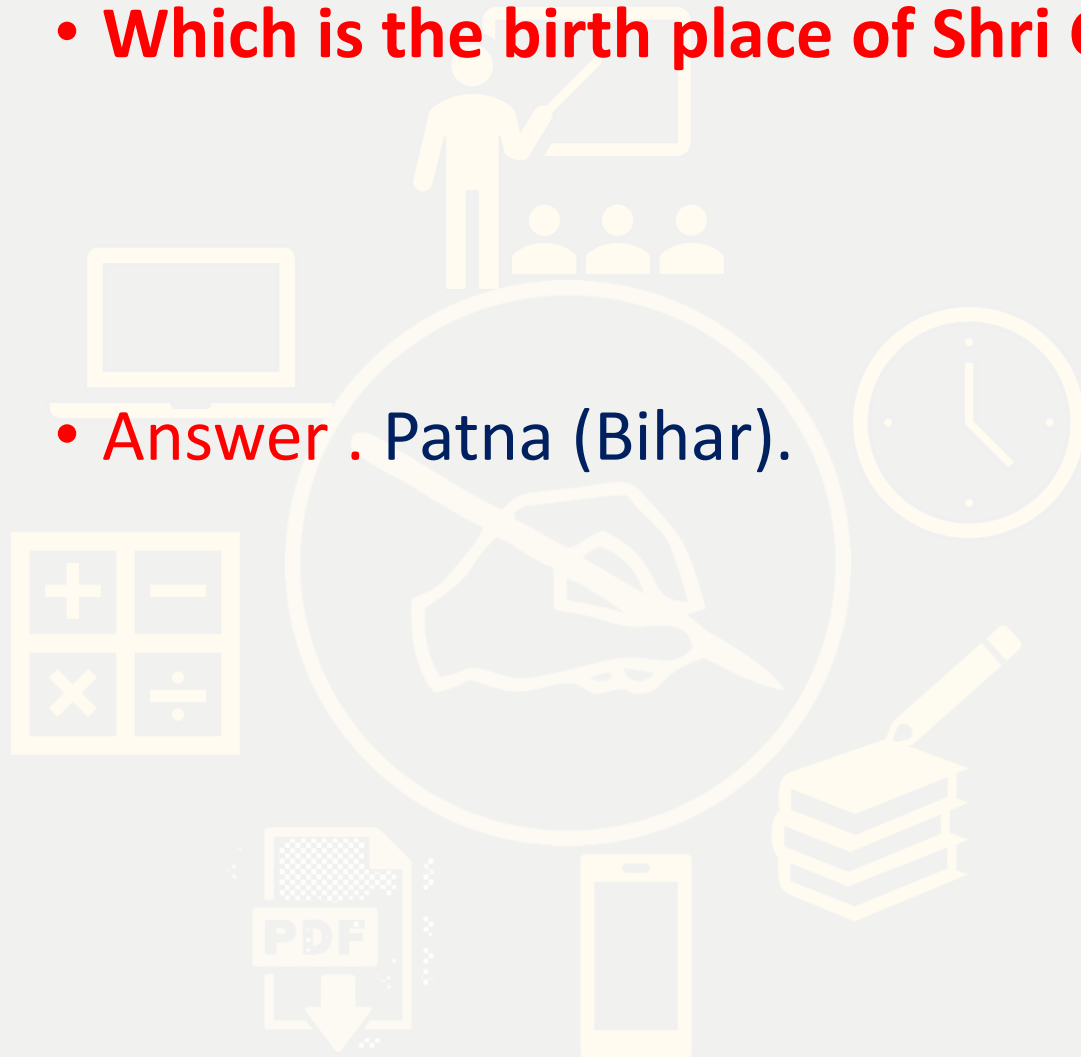 • Which is the birth place of Shri
• Answer . Patna (Bihar).
PDF